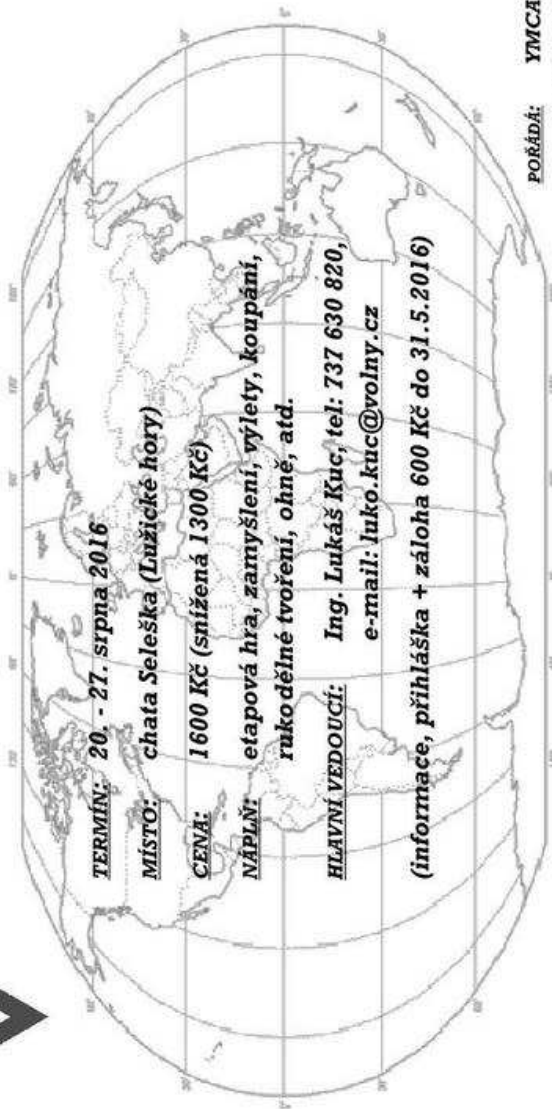 TERMÍN: 20. - 27. srpna 2016
MÍSTO: chata Seleška (Lužické hory)
CENA: 1600 Kč (snížená 1300 Kč)
NÁPLŇ: etapová hra, zamyšlení, výlety, koupání,
rukodělné tvoření, ohně, atd.
HLAVNÍ VEDOUCÍ: Ing. Lukáš Kuc, tel: 737 630 820,
e-mail: luko.kuc@volny.cz
(informace, přihláška + záloha 600 Kč do 31.5.2016)
POŘÁDÁ: YMCA